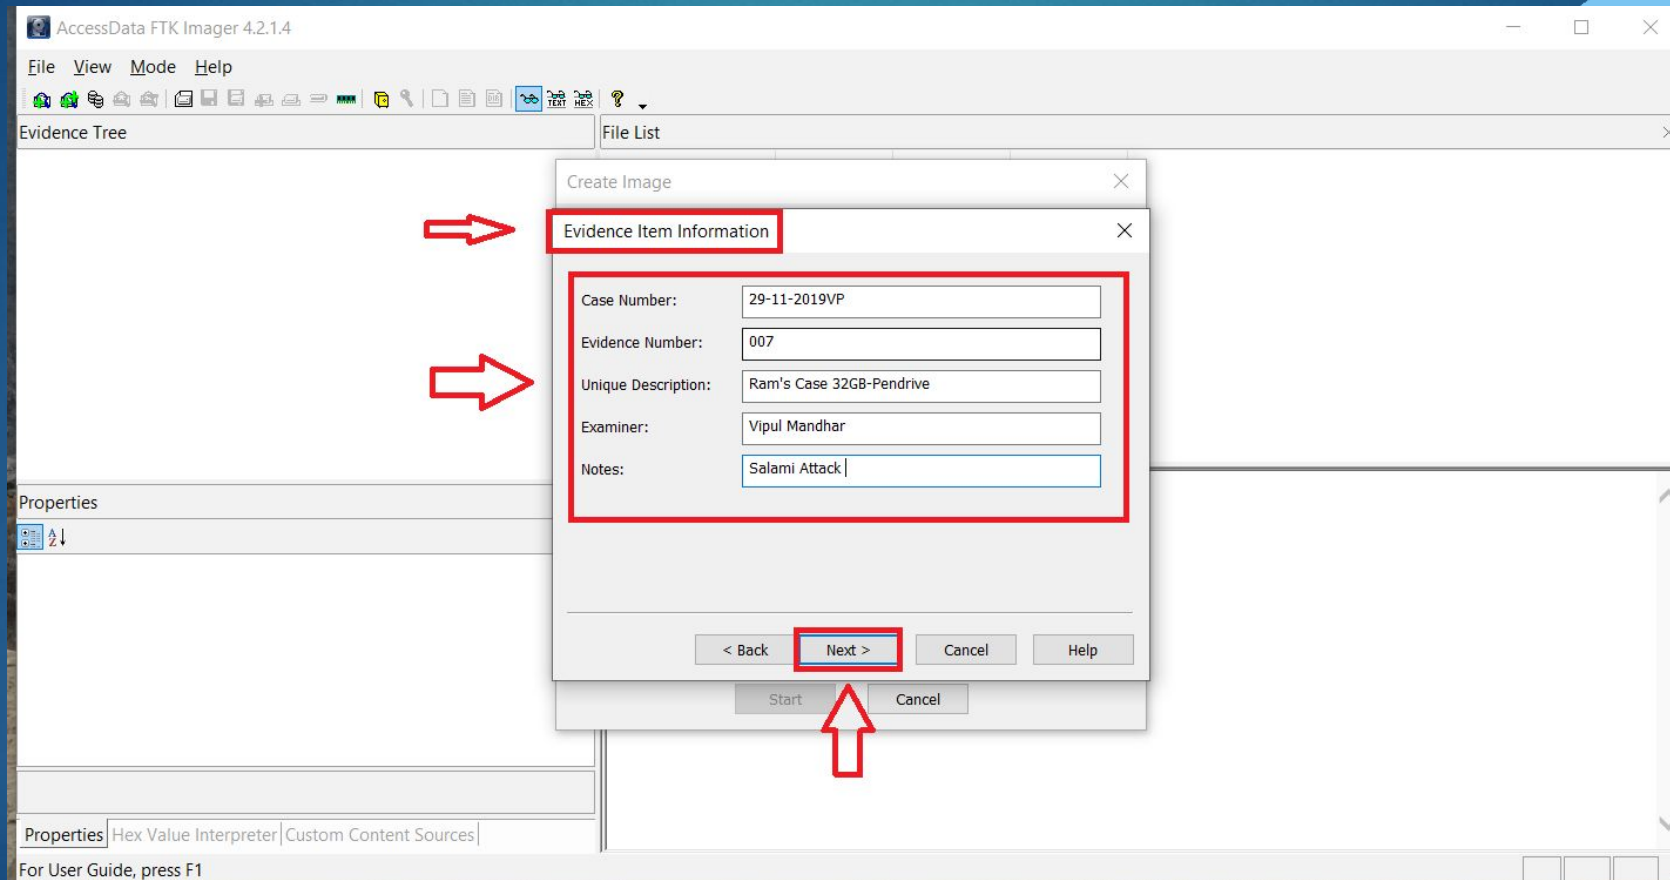 AccessData FTK Imager 4.2.1.4
File View Mode Help
TEXT HEX
Evidence Tree
File List
Create Image
Evidence Item Information
Case Number: 29-11-2019VP
Evidence Number: 007
Unique Description: Ram's Case 32GB-Pendrive
Examiner: Vipul Mandhar
Notes: Salami Attack
Properties
AZ
< Back Next > Cancel Help
Start Cancel
Properties Hex Value Interpreter Custom Content Sources
For User Guide, press F1